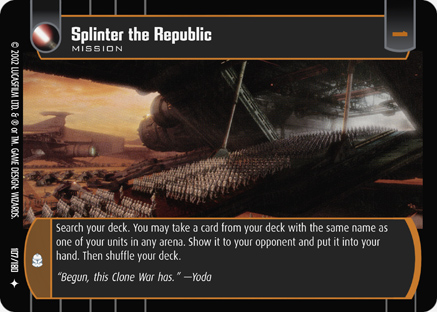 Splinter the Republic
MISSION
© 2002 LUCASFILM LTD. & ® or TM. GAME DESIGN: WIZARDS.
107/180
Search your deck. You may take a card from your deck with the same name as
one of your units in any arena. Show it to your opponent and put it into your
hand. Then shuffle your deck.
"Begun, this Clone War has." —Yoda